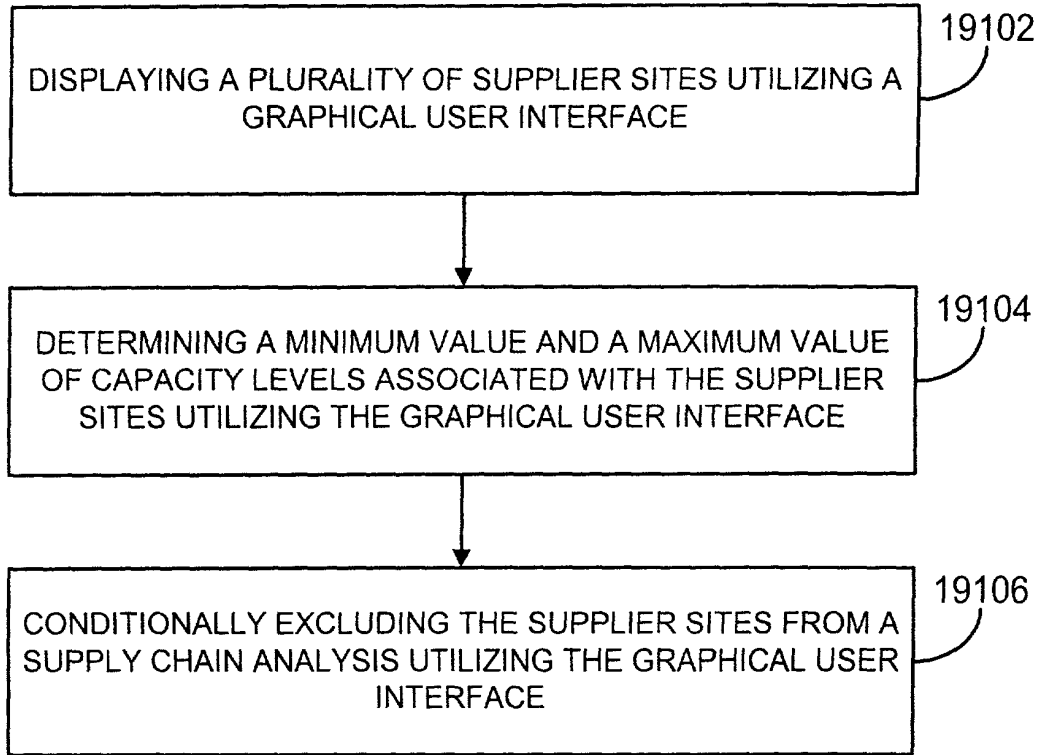 19102
DISPLAYING A PLURALITY OF SUPPLIER SITES UTILIZING A
GRAPHICAL USER INTERFACE
19104
DETERMINING A MINIMUM VALUE AND A MAXIMUM VALUE
OF CAPACITY LEVELS ASSOCIATED WITH THE SUPPLIER
SITES UTILIZING THE GRAPHICAL USER INTERFACE
19106
CONDITIONALLY EXCLUDING THE SUPPLIER SITES FROM A
SUPPLY CHAIN ANALYSIS UTILIZING THE GRAPHICAL USER
INTERFACE